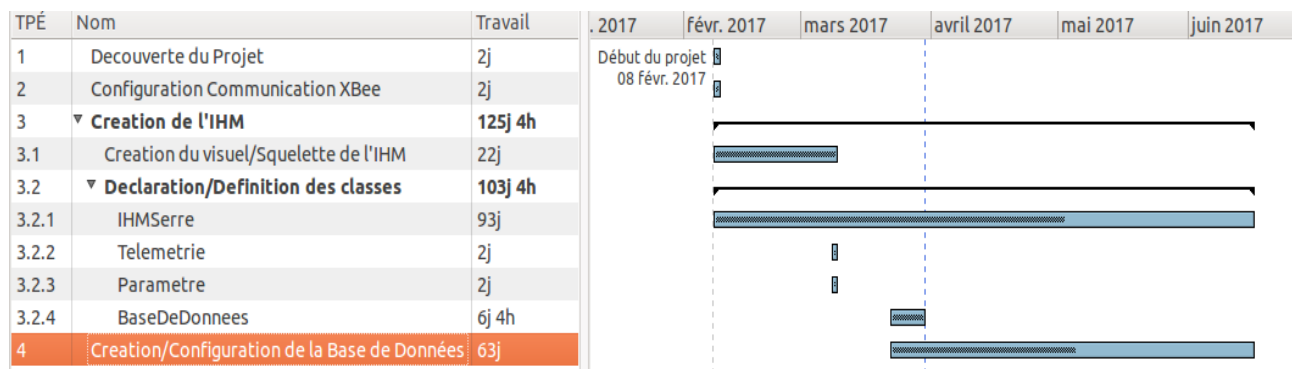 TPÉ Nom Travail . 2017 févr. 2017 mars 2017 avril 2017 mai 2017 juin 2017
1 Decouverte du Projet 2j Début du projet
08 févr. 2017
2 Configuration Communication XBee 2j
3 Creation de l'IHM 125j 4h
3.1 Creation du visuel/Squelette de l'IHM 22j
3.2 Declaration/Definition des classes 103j 4h
3.2.1 IHMSerre 93j
3.2.2 Telemetrie 2j
3.2.3 Parametre 2j
3.2.4 BaseDeDonnees 6j 4h
4 Creation/Configuration de la Base de Données 63j